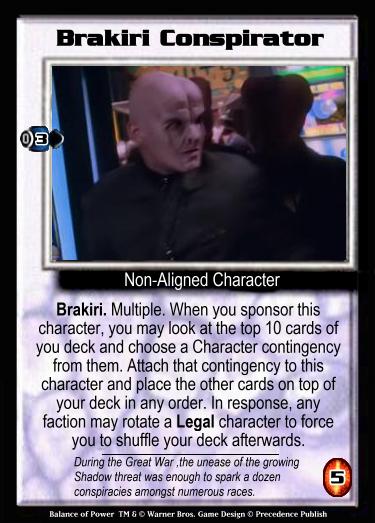 Brakiri Conspirator
3
Non-Aligned Character
Brakiri. Multiple. When you sponsor this
character, you may look at the top 10 cards of
you deck and choose a Character contingency
from them. Attach that contingency to this
character and place the other cards on top of
your deck in any order. In response, any
faction may rotate a Legal character to force
you to shuffle your deck afterwards.
During the Great War ,the unease of the growing
Shadow threat was enough to spark a dozen
conspiracies amongst numerous races.
5
Balance of Power TM & © Warner Bros. Game Design © Precedence Publish